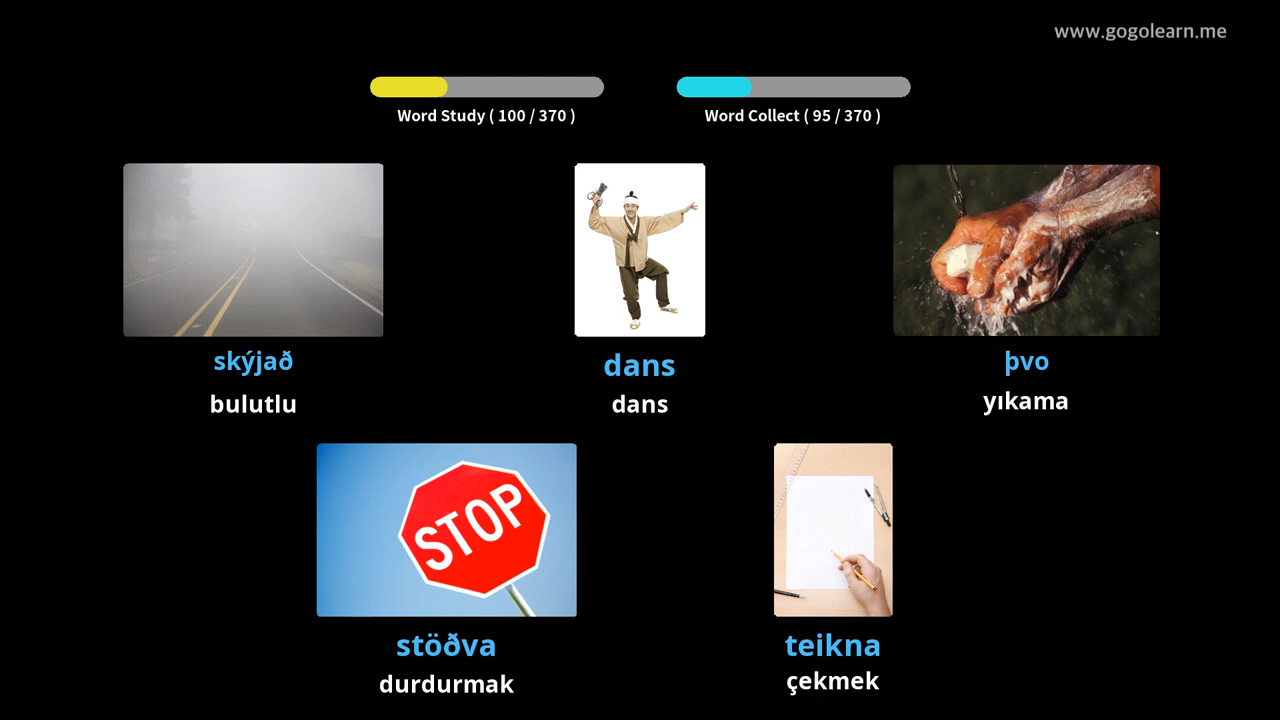 www.gogolearn.me
Word Study ( 100 / 370 )
Word Collect ( 95 / 370 )
skýjað
bulutlu
dans
dans
þvo
yıkama
STOP
stöðva
durdurmak
teikna
çekmek